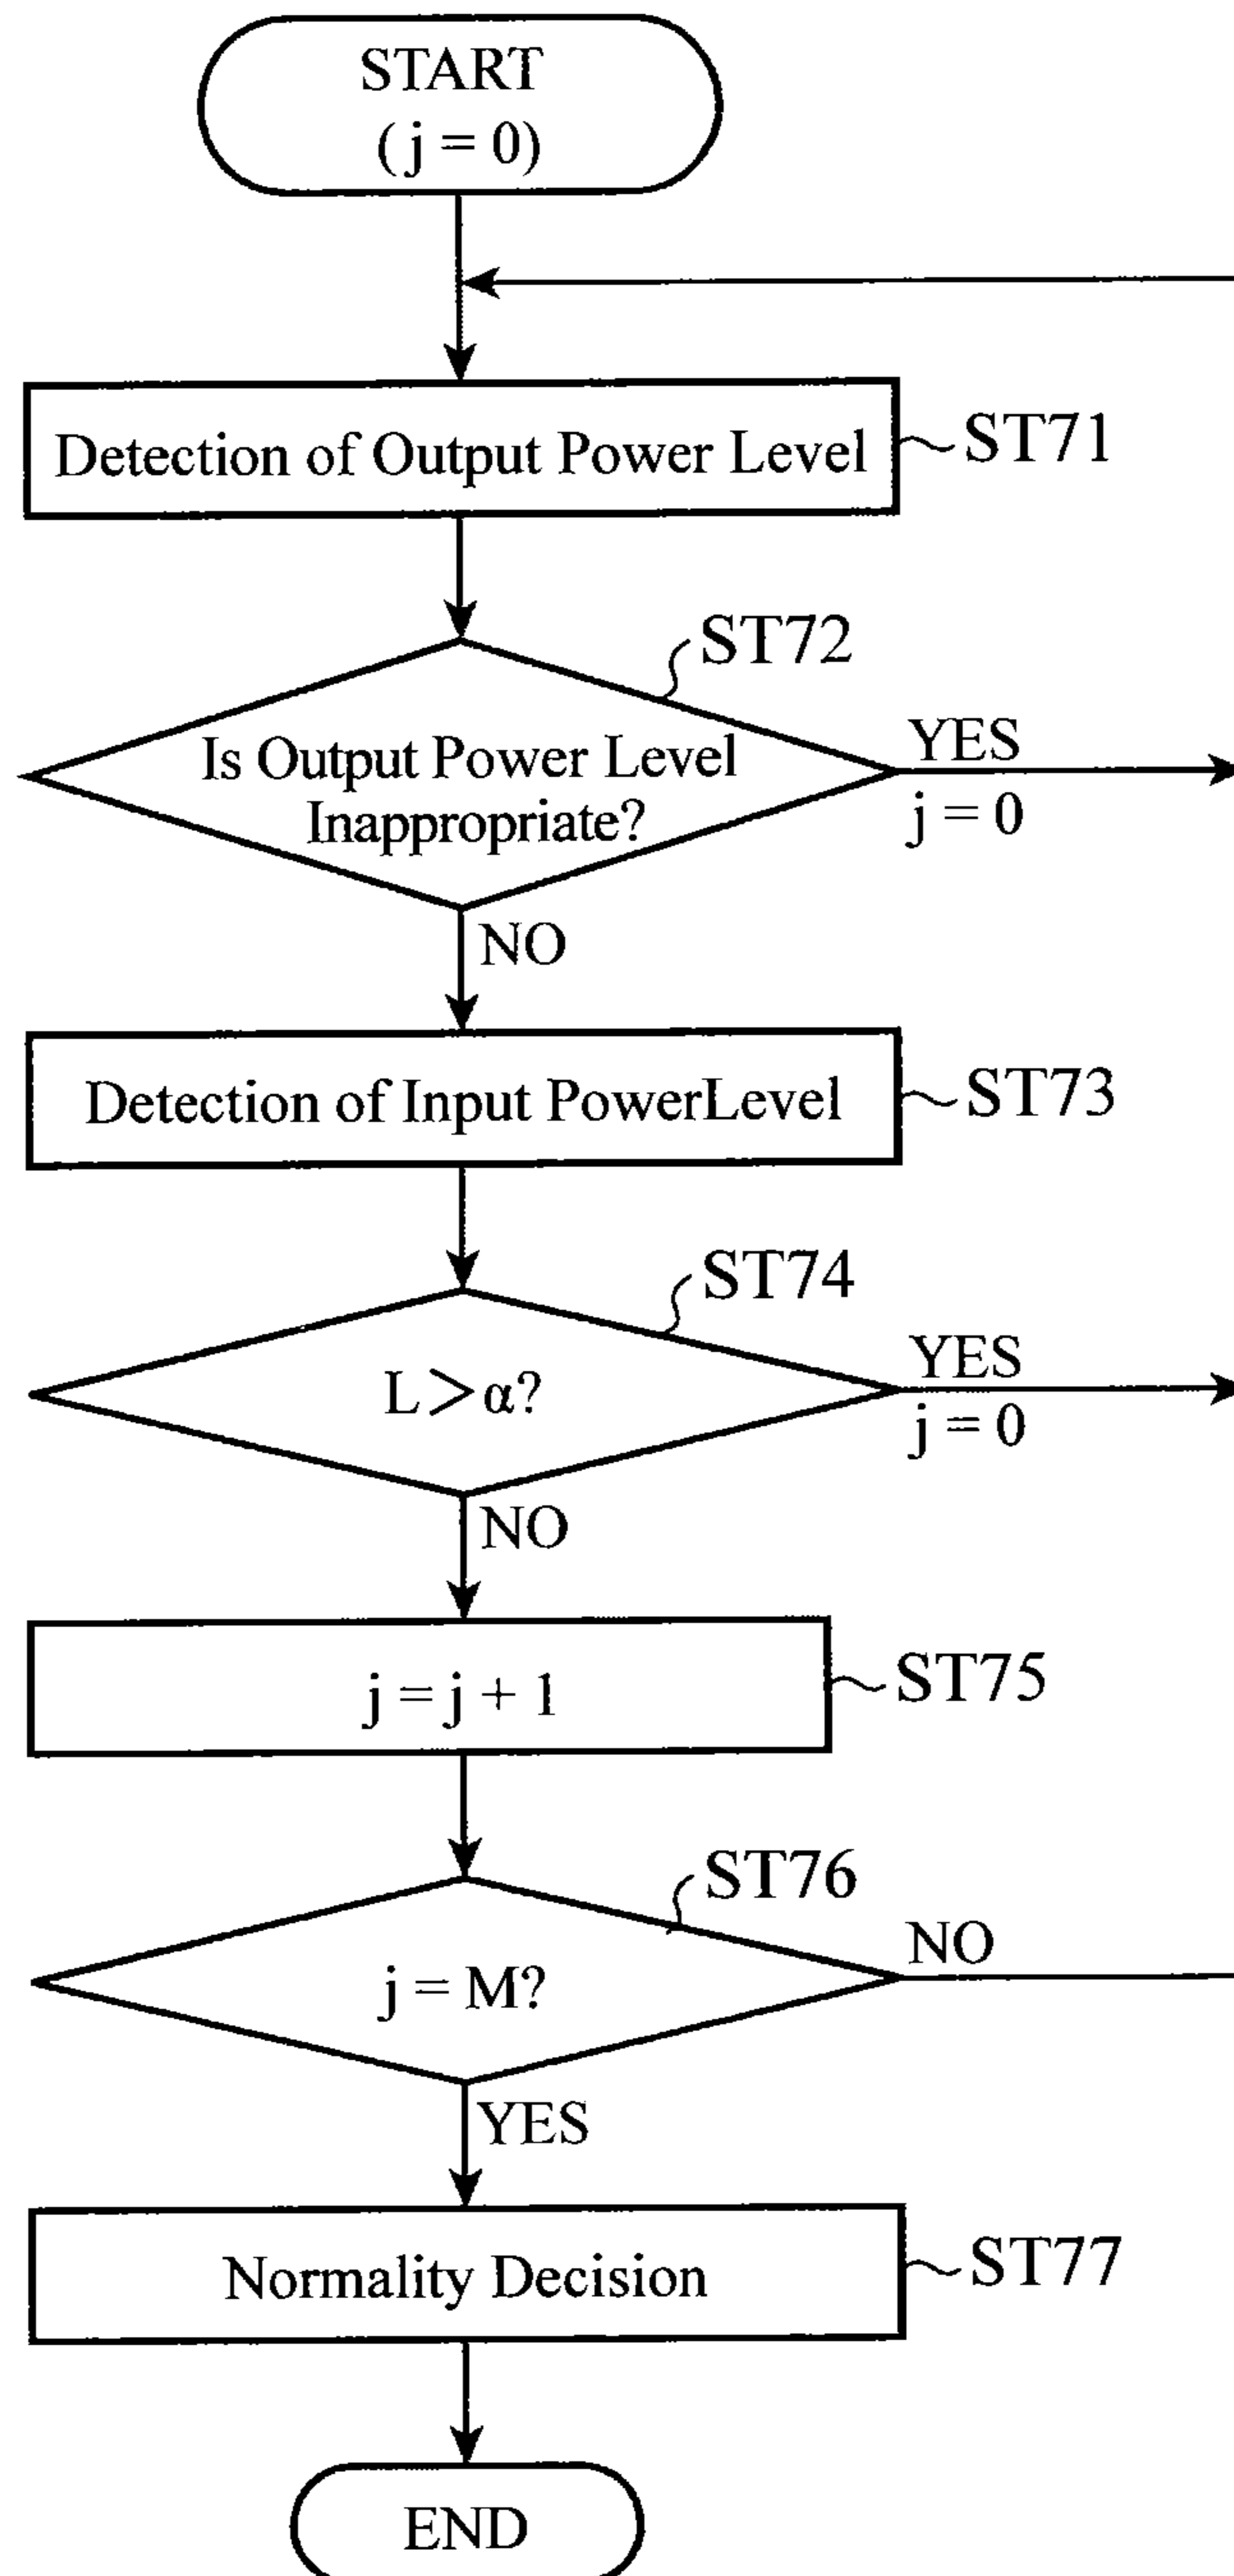 START
( j = 0)
Detection of Output Power Level
ST71
ST72
Is Output Power Level
Inappropriate?
YES
j = 0
NO
Detection of Input PowerLevel
ST73
ST74
L＞α?
YES
j = 0
NO
j = j + 1
ST75
ST76
j = M?
NO
YES
Normality Decision
ST77
END